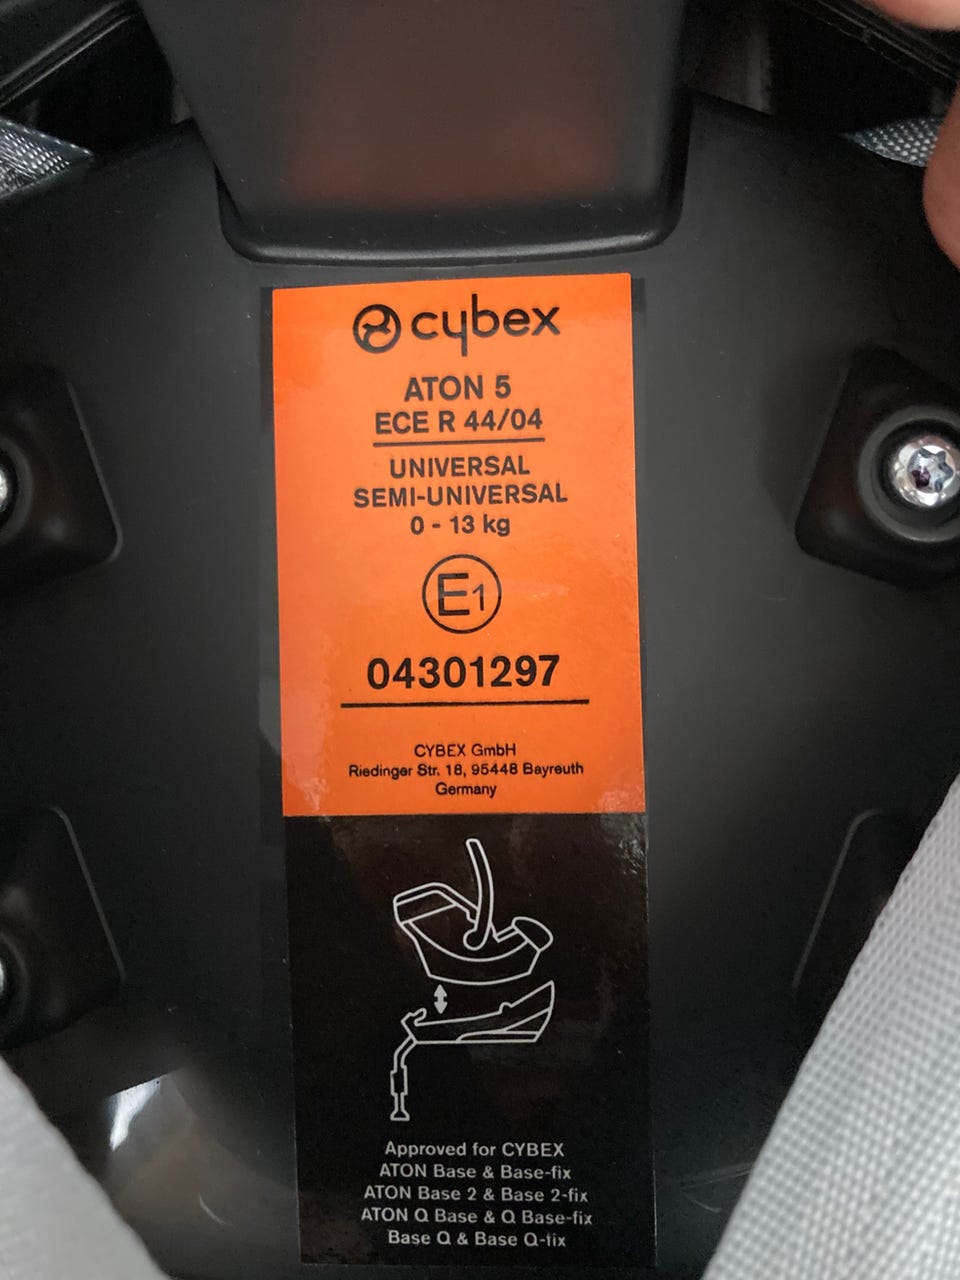 cybex
ATON 5
ECE R 44/04
UNIVERSAL
SEMI-UNIVERSAL
0 - 13 kg
E1
04301297
CYBEX GmbH
Riedinger Str. 18, 95448 Bayreuth
Germany
Approved for CYBEX
ATON Base & Base-fix
ATON Base 2 & Base 2-fix
ATON Q Base & Q Base-fix
Base Q & Base Q-fix